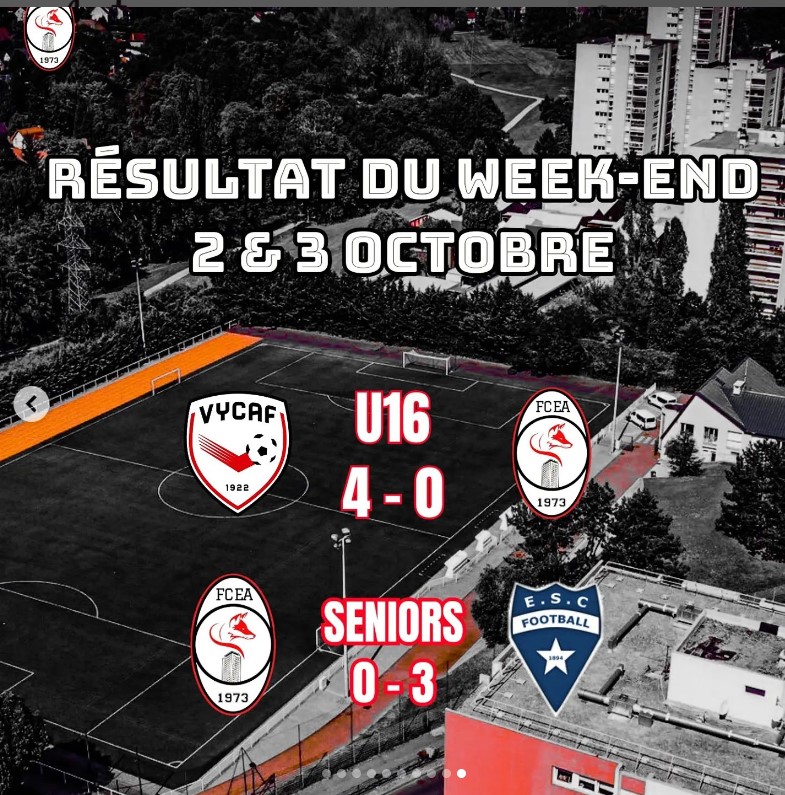 1973
RÉSULTAT DU WEEK-END
2 & 3 OCTOBRE
VYCAF
1922
U16
4 - 0
FCEA
1973
FCEA
1973
SENIORS
0 - 3
E.S.C
FOOTBALL
1894